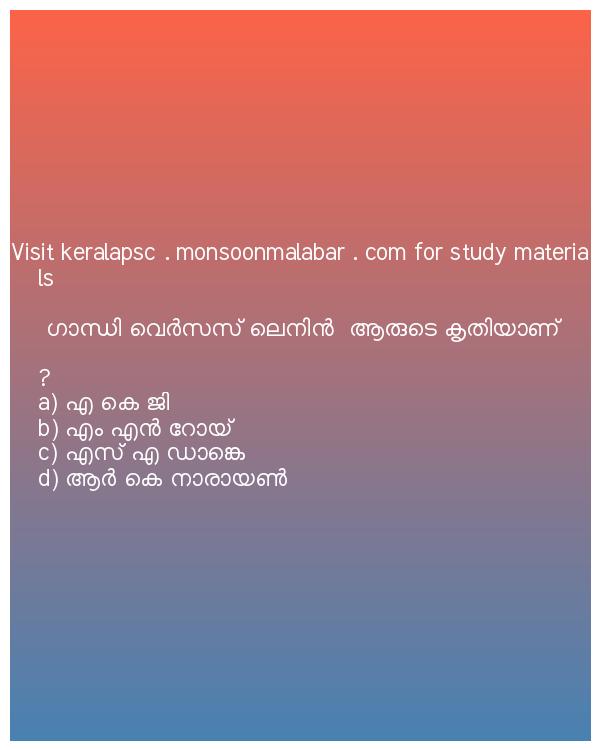 Visit keralapsc . monsoonmalabar . com for study materia
ls
ഗാന്ധി വെർസസ് ലെനിൻ  ആരുടെ കൃതിയാണ്
?
a) എ കെ ജി
b) എം എൻ റോയ്
c) എസ് എ ഡാങ്കെ
d) ആർ കെ നാരായൺ